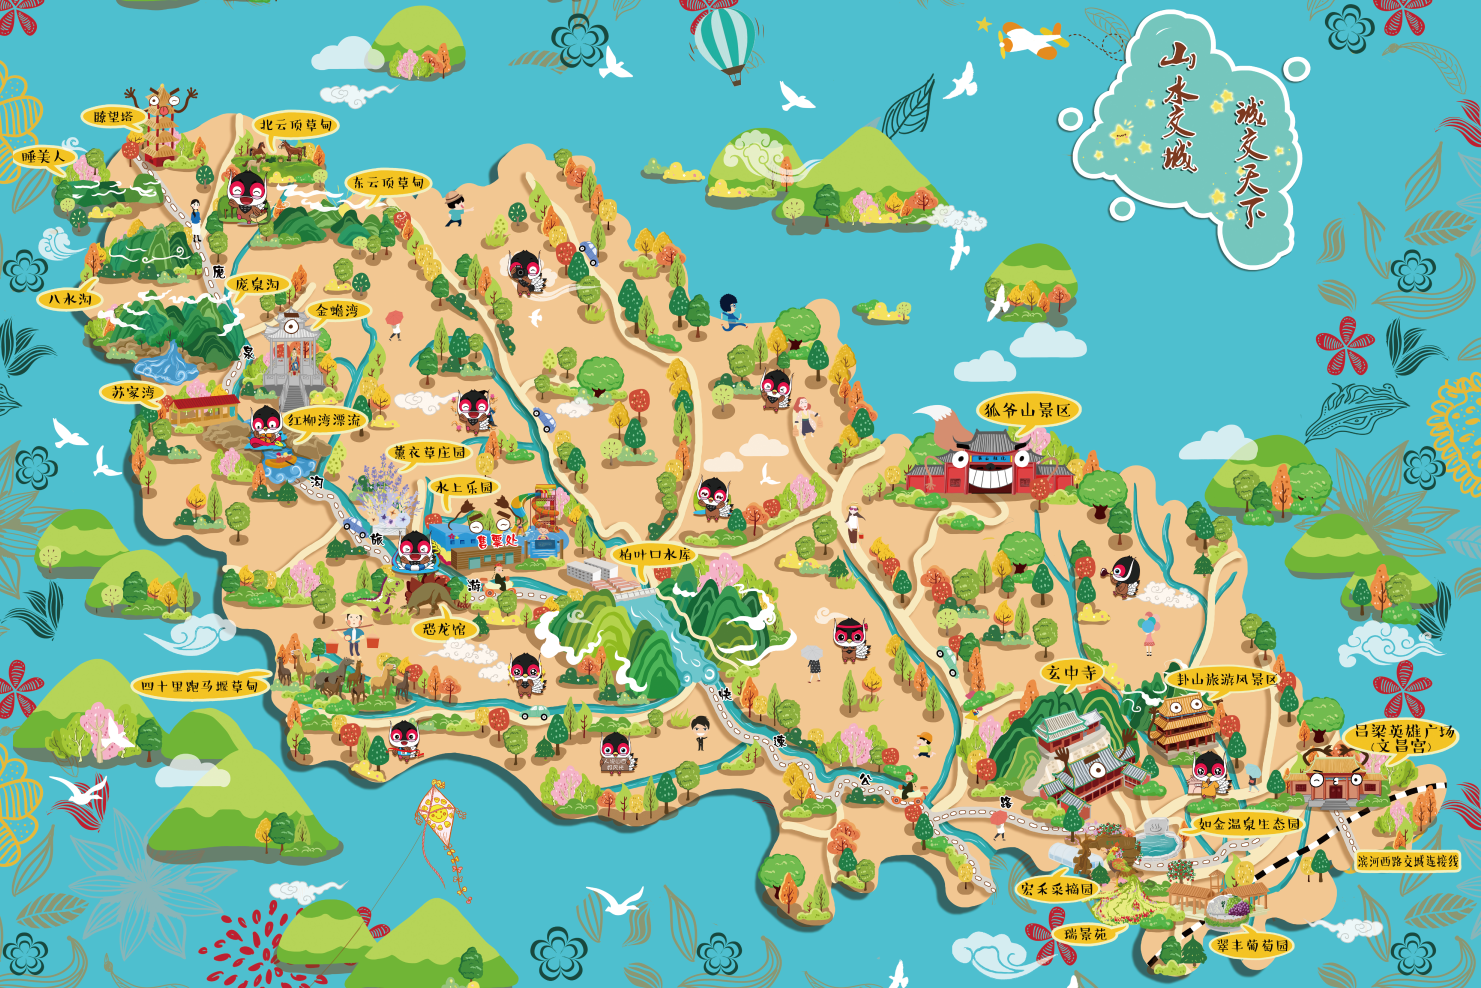 山水交城
诚交天下
瞭望塔
北云顶草甸
睡美人
东云顶草甸
八水沟
庞泉沟
金蟾湾
苏家湾
红柳湾漂流
薰衣草庄园
水上乐园
售票处
柏叶口水库
恐龙馆
四十里跑马堰草甸
狐爷山景区
玄中寺
卦山旅游风景区
吕梁英雄广场
(文昌宫)
如金温泉生态园
滨河西路交城连接线
宏禾采摘园
瑞景苑
翠丰葡萄园
庞
泉
沟
旅
游
快
速
公
路